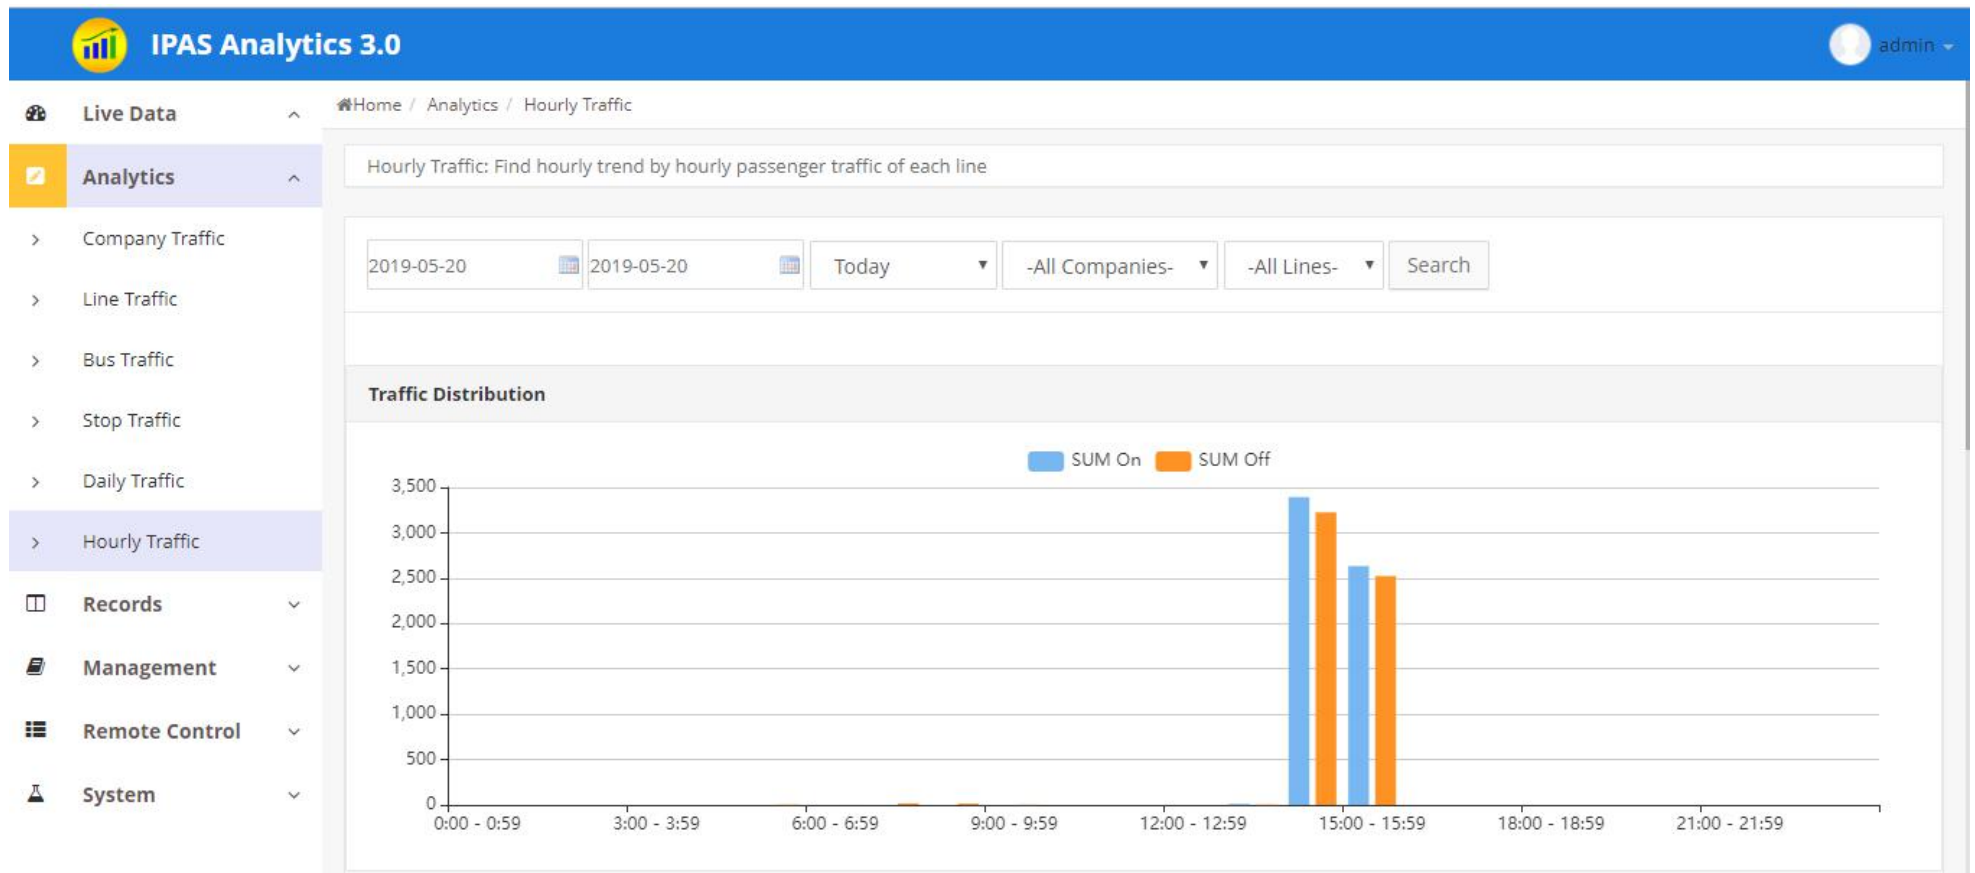 IPAS Analytics 3.0
admin
Live Data
Home / Analytics / Hourly Traffic
Analytics
Hourly Traffic: Find hourly trend by hourly passenger traffic of each line
Company Traffic
Line Traffic
Bus Traffic
Stop Traffic
Daily Traffic
Hourly Traffic
Records
Management
Remote Control
System
2019-05-20 2019-05-20 Today -All Companies- -All Lines- Search
Traffic Distribution
SUM On SUM Off
3,500
3,000
2,500
2,000
1,500
1,000
500
0
0:00 - 0:59 3:00 - 3:59 6:00 - 6:59 9:00 - 9:59 12:00 - 12:59 15:00 - 15:59 18:00 - 18:59 21:00 - 21:59